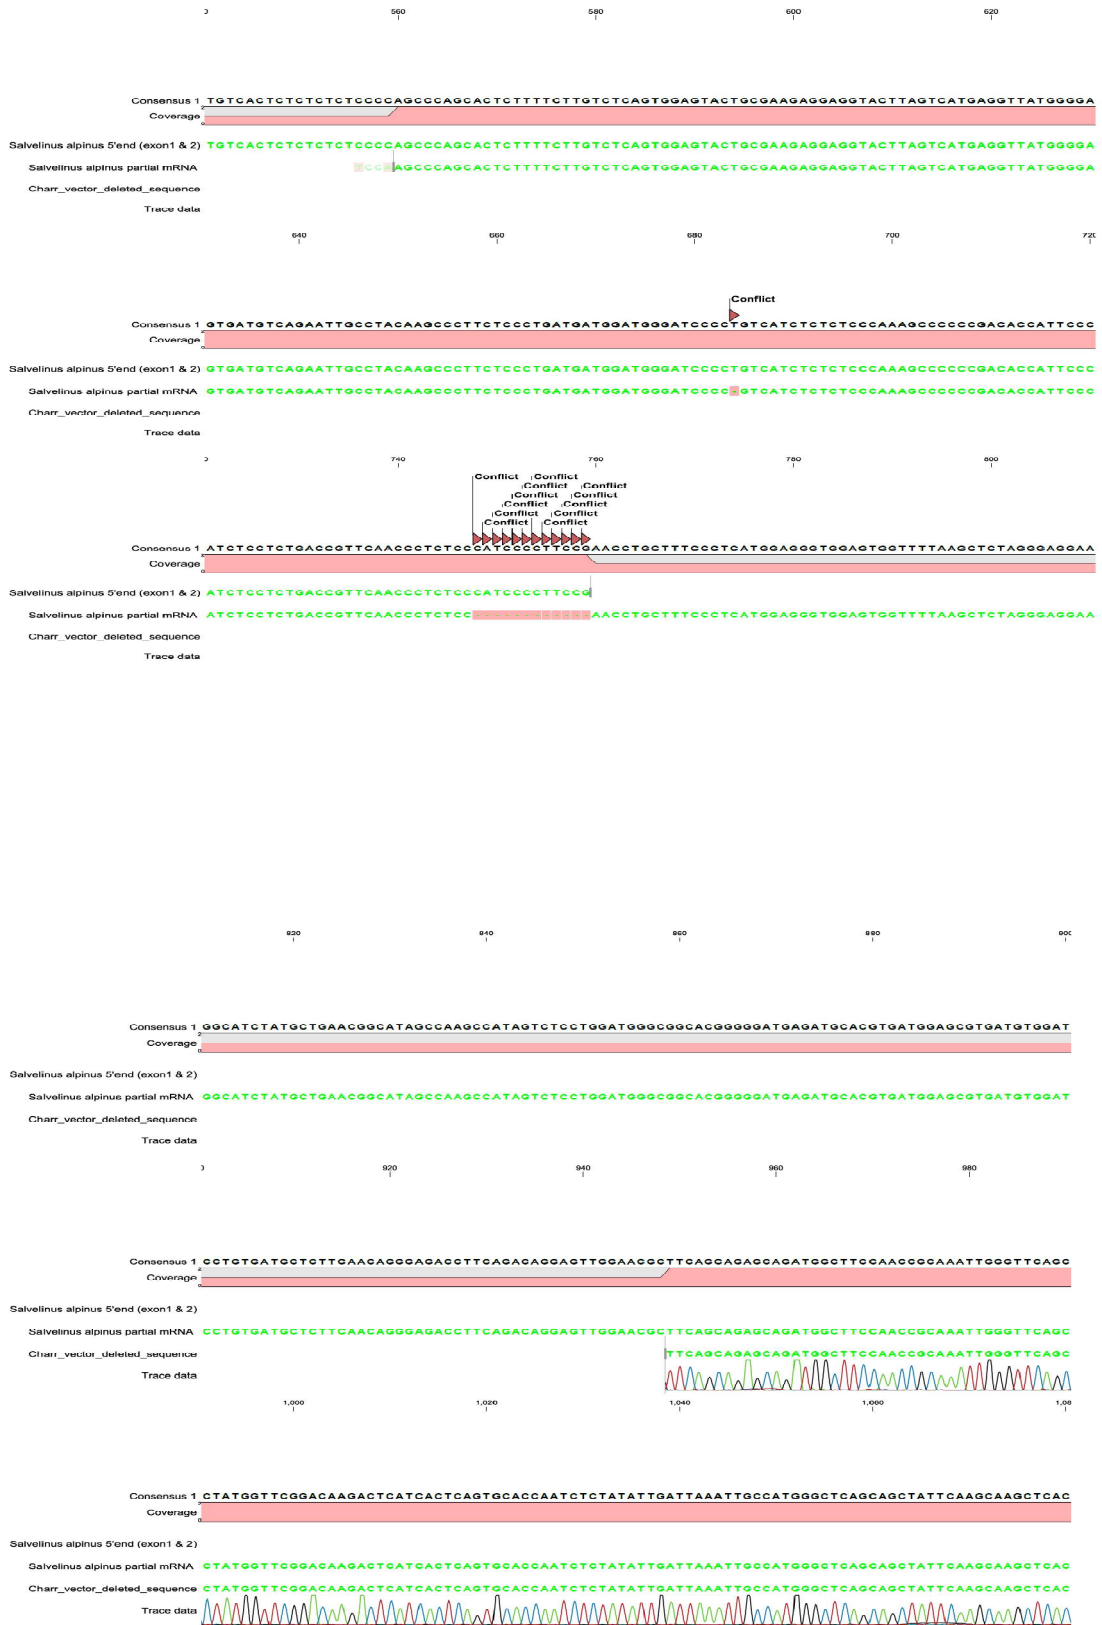 560 580 600 620
Consensus 1 TGTCACTCTCTCTCTCCCCAGCCCAGCACTCTTTTCTTGTCTCAGTGGAGTACTGCGAAGAGGAGGTACTTAGTCATGAGGTTATGGGGA
Coverage
Salvelinus alpinus 5'end (exon1 & 2) TGTCACTCTCTCTCTCCCCAGCCCAGCACTCTTTTCTTGTCTCAGTGGAGTACTGCGAAGAGGAGGTACTTAGTCATGAGGTTATGGGGA
Salvelinus alpinus partial mRNA TCCAAGCCCAGCACTCTTTTCTTGTCTCAGTGGAGTACTGCGAAGAGGAGGTACTTAGTCATGAGGTTATGGGGA
Charr_vector_deleted_sequence
Trace data
640 660 680 700 720
Conflict
Consensus 1 GTGATGTCAGAATTGCCTACAAGCCCTTCTCCCTGATGATGGATGGGATCCCCTGTCATCTCTCTCCCAAAGCCCCCCGACACCATTCCC
Coverage
Salvelinus alpinus 5'end (exon1 & 2) GTGATGTCAGAATTGCCTACAAGCCCTTCTCCCTGATGATGGATGGGATCCCCTGTCATCTCTCTCCCAAAGCCCCCCGACACCATTCCC
Salvelinus alpinus partial mRNA GTGATGTCAGAATTGCCTACAAGCCCTTCTCCCTGATGATGGATGGGATCCCC-GTCATCTCTCTCCCAAAGCCCCCCGACACCATTCCC
Charr_vector_deleted_sequence
Trace data
740 760 780 800
Conflict Conflict
Conflict Conflict
Conflict Conflict
Conflict Conflict
Conflict Conflict
Conflict Conflict
Consensus 1 ATCTCCTCTGACCGTTCAACCCTCTCCCATCCCCTTCCGAACCTGCTTTCCCTCATGGAGGGTGGAGTGGTTTTAAGCTCTAGGGAGGAA
Coverage
Salvelinus alpinus 5'end (exon1 & 2) ATCTCCTCTGACCGTTCAACCCTCTCCCATCCCCTTCCG
Salvelinus alpinus partial mRNA ATCTCCTCTGACCGTTCAACCCTCTCC------------AACCTGCTTTCCCTCATGGAGGGTGGAGTGGTTTTAAGCTCTAGGGAGGAA
Charr_vector_deleted_sequence
Trace data
820 840 860 880 900
Consensus 1 GGCATCTATGCTGAACGGCATAGCCAAGCCATAGTCTCCTGGATGGGCGGCACGGGGGATGAGATGCACGTGATGGAGCGTGATGTGGAT
Coverage
Salvelinus alpinus 5'end (exon1 & 2)
Salvelinus alpinus partial mRNA GGCATCTATGCTGAACGGCATAGCCAAGCCATAGTCTCCTGGATGGGCGGCACGGGGGATGAGATGCACGTGATGGAGCGTGATGTGGAT
Charr_vector_deleted_sequence
Trace data
920 940 960 980
Consensus 1 CCTGTGATGCTCTTCAACAGGGAGACCTTCAGACAGGAGTTGGAACGCTTCAGCAGAGCAGATGGCTTCCAACCGCAAATTGGGTTCAGC
Coverage
Salvelinus alpinus 5'end (exon1 & 2)
Salvelinus alpinus partial mRNA CCTGTGATGCTCTTCAACAGGGAGACCTTCAGACAGGAGTTGGAACGCTTCAGCAGAGCAGATGGCTTCCAACCGCAAATTGGGTTCAGC
Charr_vector_deleted_sequence TTCAGCAGAGCAGATGGCTTCCAACCGCAAATTGGGTTCAGC
Trace data
1,000 1,020 1,040 1,060 1,08
Consensus 1 CTATGGTTCGGACAAGACTCATCACTCAGTGCACCAATCTCTATATTGATTAAATTGCCATGGGCTCAGCAGCTATTCAAGCAAGCTCAC
Coverage
Salvelinus alpinus 5'end (exon1 & 2)
Salvelinus alpinus partial mRNA CTATGGTTCGGACAAGACTCATCACTCAGTGCACCAATCTCTATATTGATTAAATTGCCATGGGCTCAGCAGCTATTCAAGCAAGCTCAC
Charr_vector_deleted_sequence CTATGGTTCGGACAAGACTCATCACTCAGTGCACCAATCTCTATATTGATTAAATTGCCATGGGCTCAGCAGCTATTCAAGCAAGCTCAC
Trace data